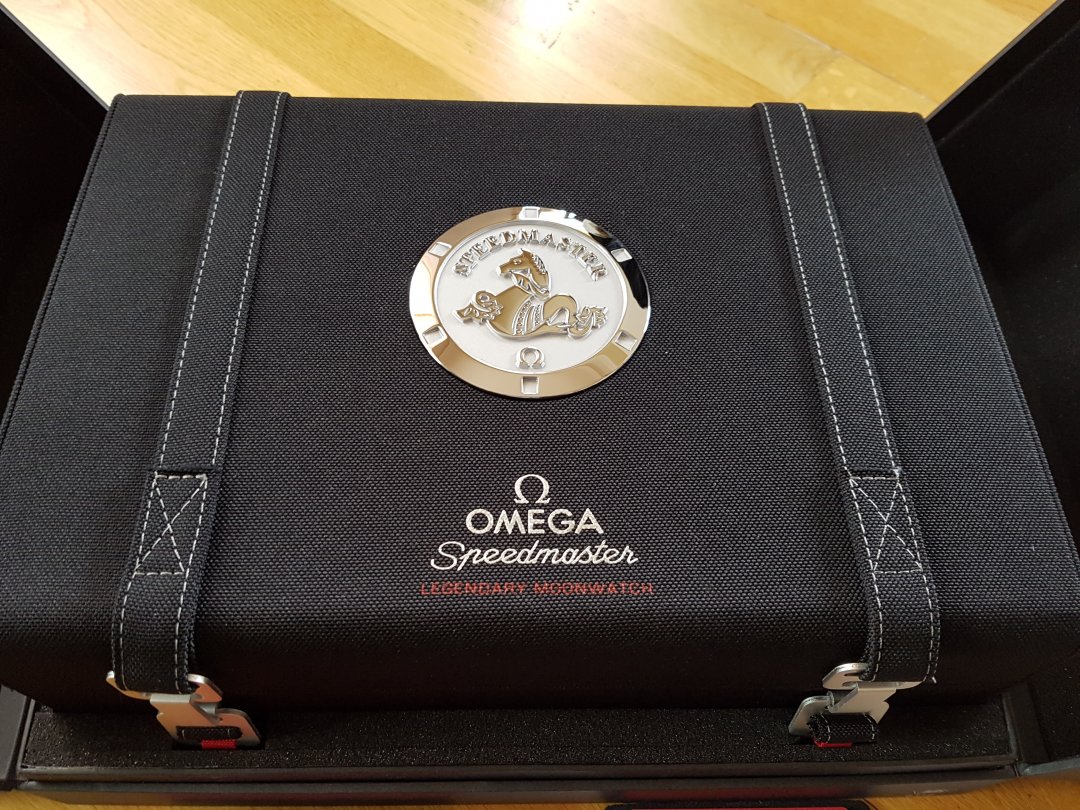 SPEEDMASTER
Ω
Ω
OMEGA
Speedmaster
LEGENDARY MOONWATCH